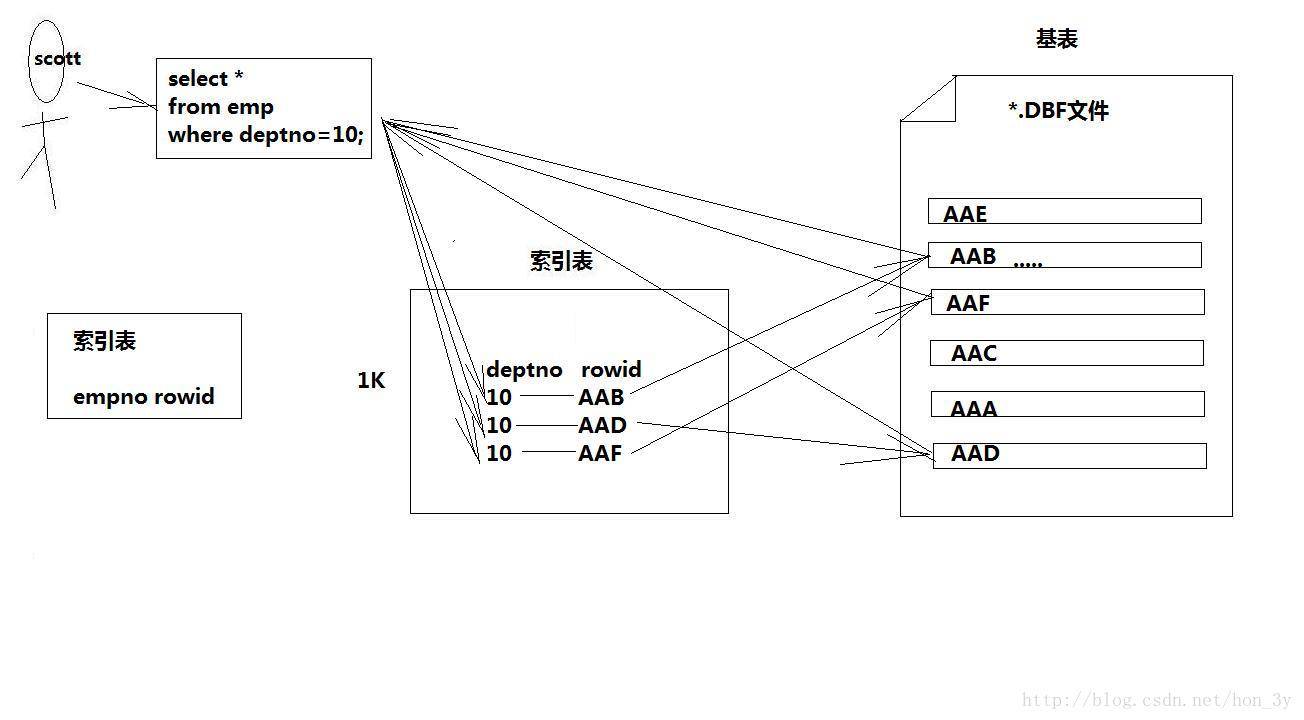 scott
select *
from emp
where deptno=10;
索引表
empno rowid
索引表
1K
deptno rowid
10 AAB
10 AAD
10 AAF
基表
*.DBF文件
AAE
AAB .....
AAF
AAC
AAA
AAD
http://blog.csdn.net/hon_3y